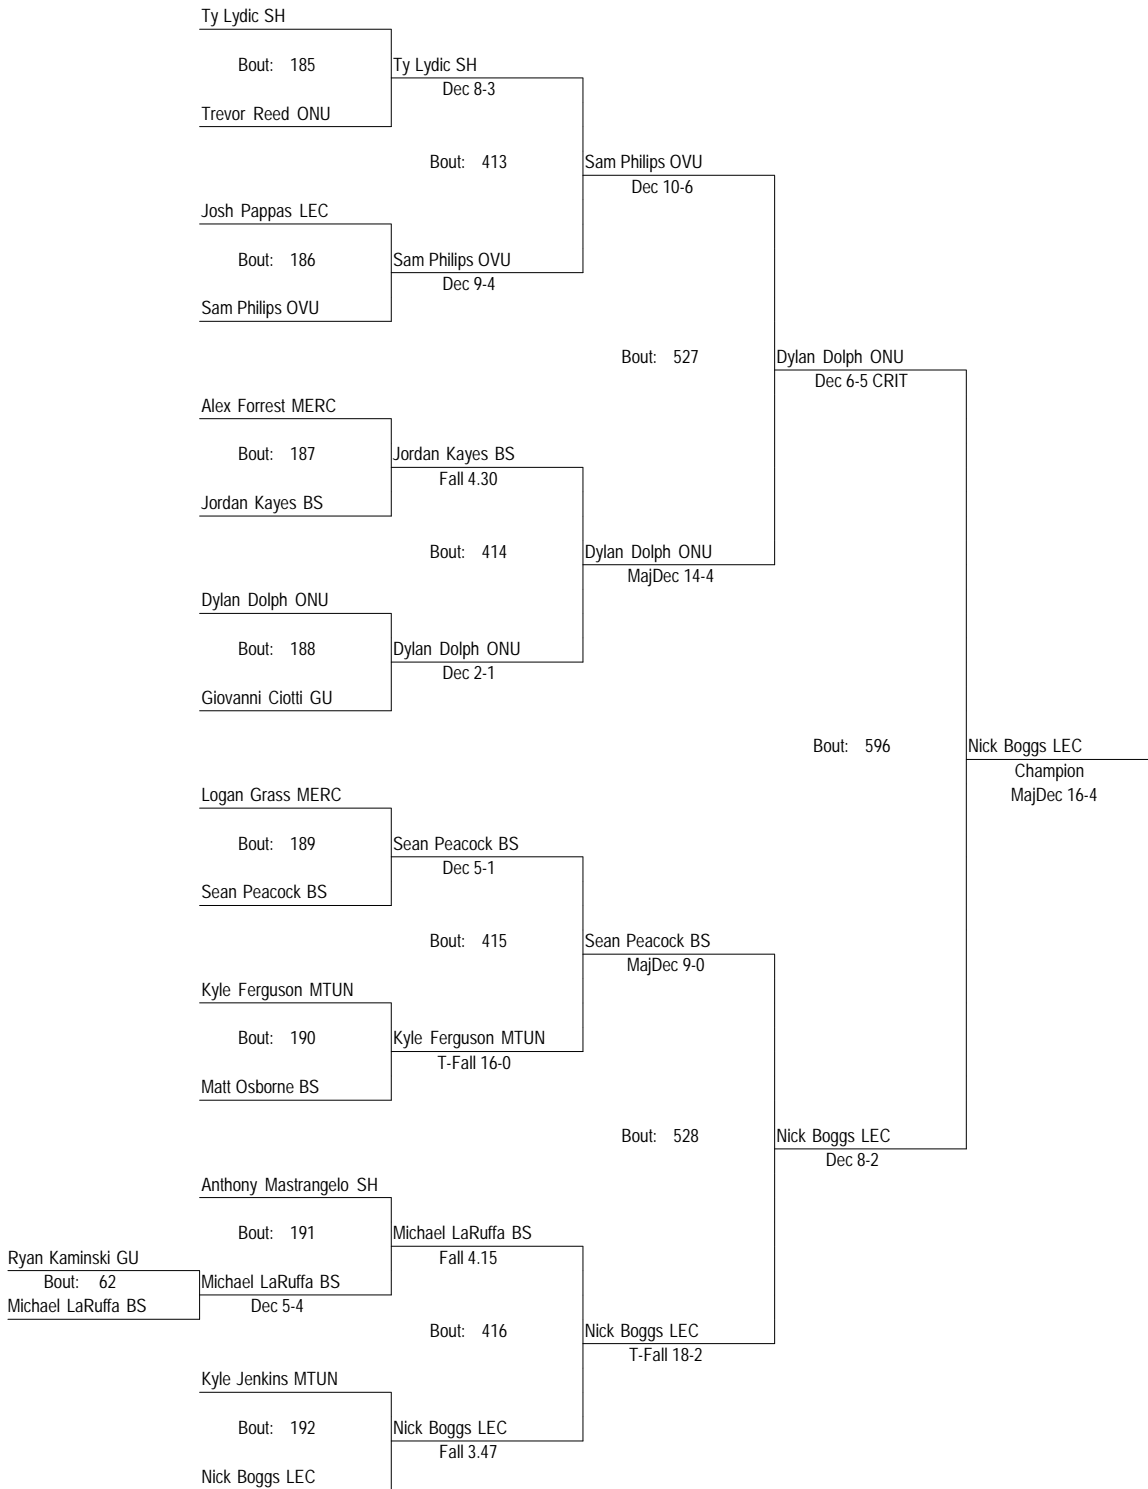 Ty Lydic SH
Bout: 185
Ty Lydic SH
Dec 8-3
Trevor Reed ONU
Bout: 413
Sam Philips OVU
Dec 10-6
Josh Pappas LEC
Bout: 186
Sam Philips OVU
Dec 9-4
Sam Philips OVU
Bout: 527
Dylan Dolph ONU
Dec 6-5 CRIT
Alex Forrest MERC
Bout: 187
Jordan Kayes BS
Fall 4.30
Jordan Kayes BS
Bout: 414
Dylan Dolph ONU
MajDec 14-4
Dylan Dolph ONU
Bout: 188
Dylan Dolph ONU
Dec 2-1
Giovanni Ciotti GU
Bout: 596
Nick Boggs LEC
Champion
MajDec 16-4
Logan Grass MERC
Bout: 189
Sean Peacock BS
Dec 5-1
Sean Peacock BS
Bout: 415
Sean Peacock BS
MajDec 9-0
Kyle Ferguson MTUN
Bout: 190
Kyle Ferguson MTUN
T-Fall 16-0
Matt Osborne BS
Bout: 528
Nick Boggs LEC
Dec 8-2
Anthony Mastrangelo SH
Bout: 191
Michael LaRuffa BS
Fall 4.15
Ryan Kaminski GU
Bout: 62
Michael LaRuffa BS
Michael LaRuffa BS
Dec 5-4
Bout: 416
Nick Boggs LEC
T-Fall 18-2
Kyle Jenkins MTUN
Bout: 192
Nick Boggs LEC
Fall 3.47
Nick Boggs LEC